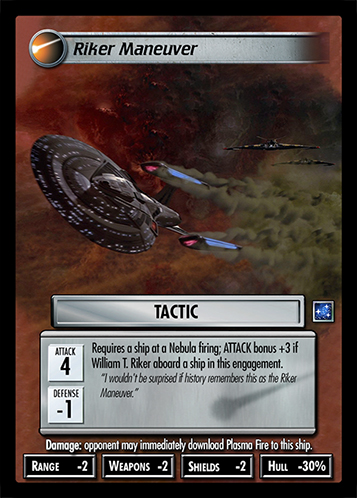 Riker Maneuver
TACTIC
ATTACK
4
DEFENSE
-1
Requires a ship at a Nebula firing; ATTACK bonus +3 if
William T. Riker aboard a ship in this engagement.
"I wouldn't be surprised if history remembers this as the Riker
Maneuver."
Damage: opponent may immediately download Plasma Fire to this ship.
RANGE -2
WEAPONS -2
SHIELDS -2
HULL -30%